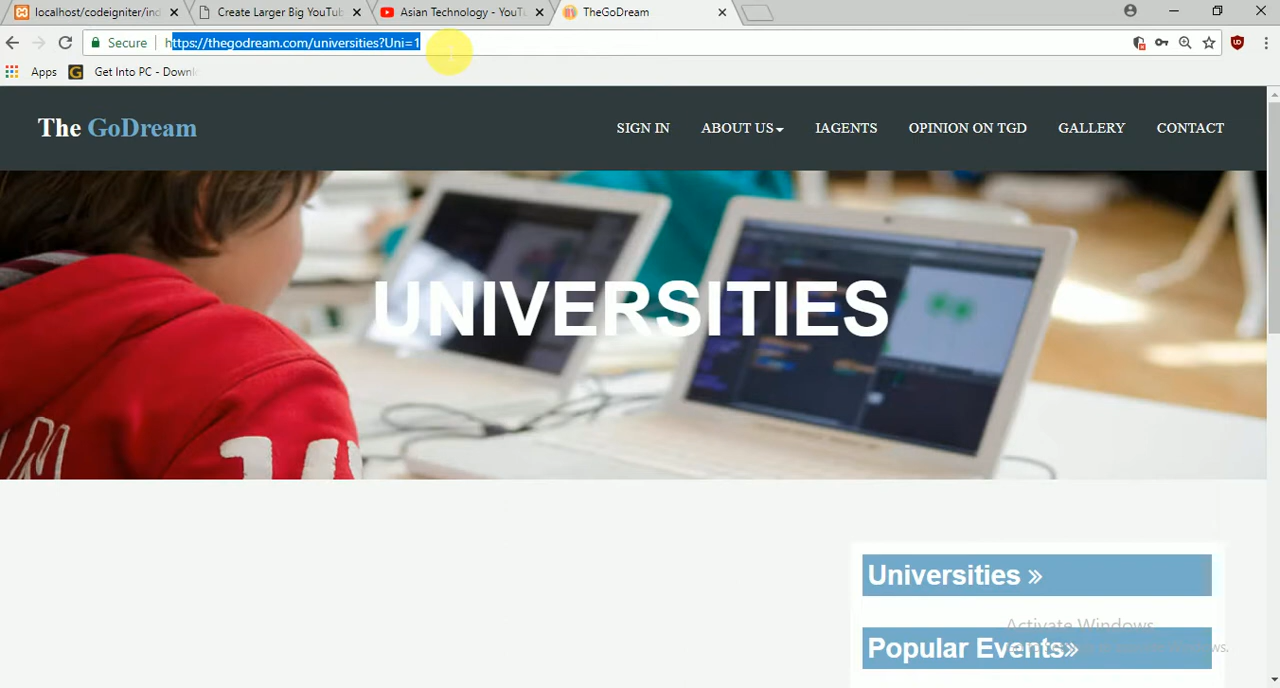 localhost/codeigniter/ind
Create Larger Big YouTub
Asian Technology - YouTu
TheGoDream
Secure
https://thegodream.com/universities?Uni=1
Apps
Get Into PC - Downl
The GoDream
SIGN IN
ABOUT US
IAGENTS
OPINION ON TGD
GALLERY
CONTACT
UNIVERSITIES
Universities »
Activate Windows
Popular Events»